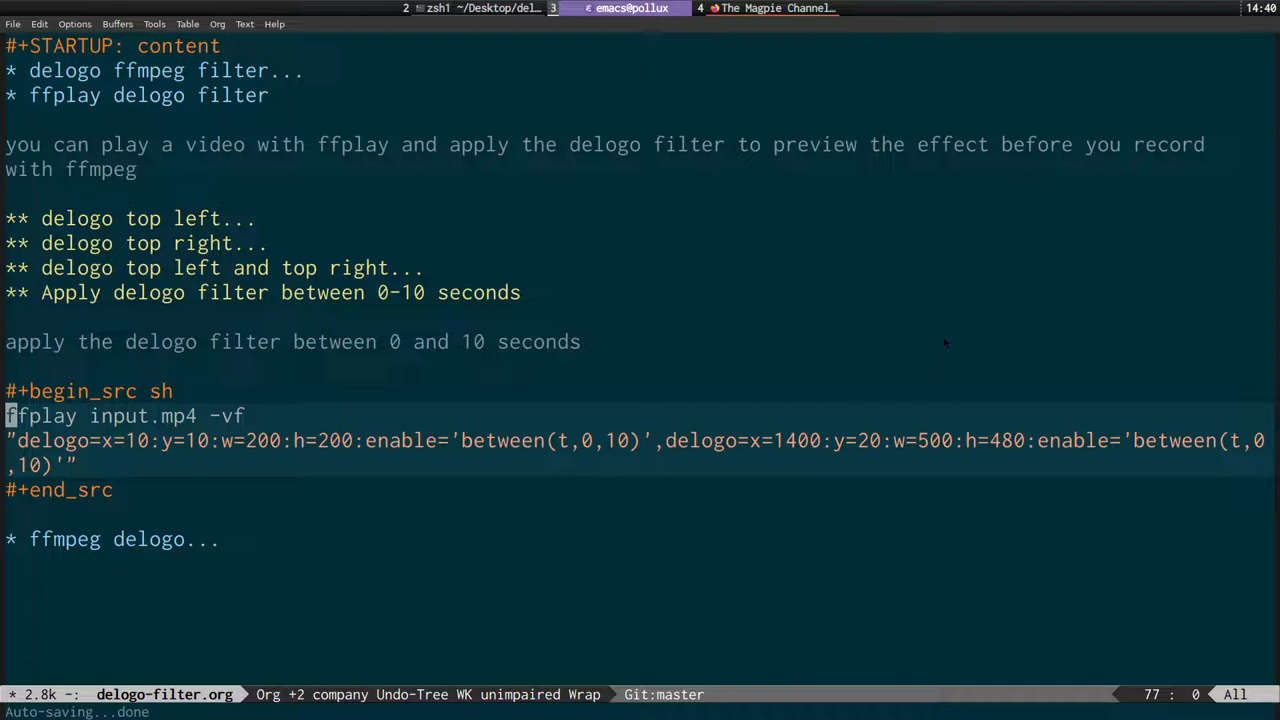 2 zsh1 ~/Desktop/del... 3 emacs@pollux 4 The Magpie Channel... 14:40
File Edit Options Buffers Tools Table Org Text Help
#+STARTUP: content
* delogo ffmpeg filter...
* ffplay delogo filter
you can play a video with ffplay and apply the delogo filter to preview the effect before you record
with ffmpeg
** delogo top left...
** delogo top right...
** delogo top left and top right...
** Apply delogo filter between 0-10 seconds
apply the delogo filter between 0 and 10 seconds
#+begin_src sh
ffplay input.mp4 -vf
"delogo=x=10:y=10:w=200:h=200:enable='between(t,0,10)',delogo=x=1400:y=20:w=500:h=480:enable='between(t,0
,10)'"
#+end_src
* ffmpeg delogo...
* 2.8k -: delogo-filter.org Org +2 company Undo-Tree WK unimpaired Wrap Git:master 77: 0 All
Auto-saving...done